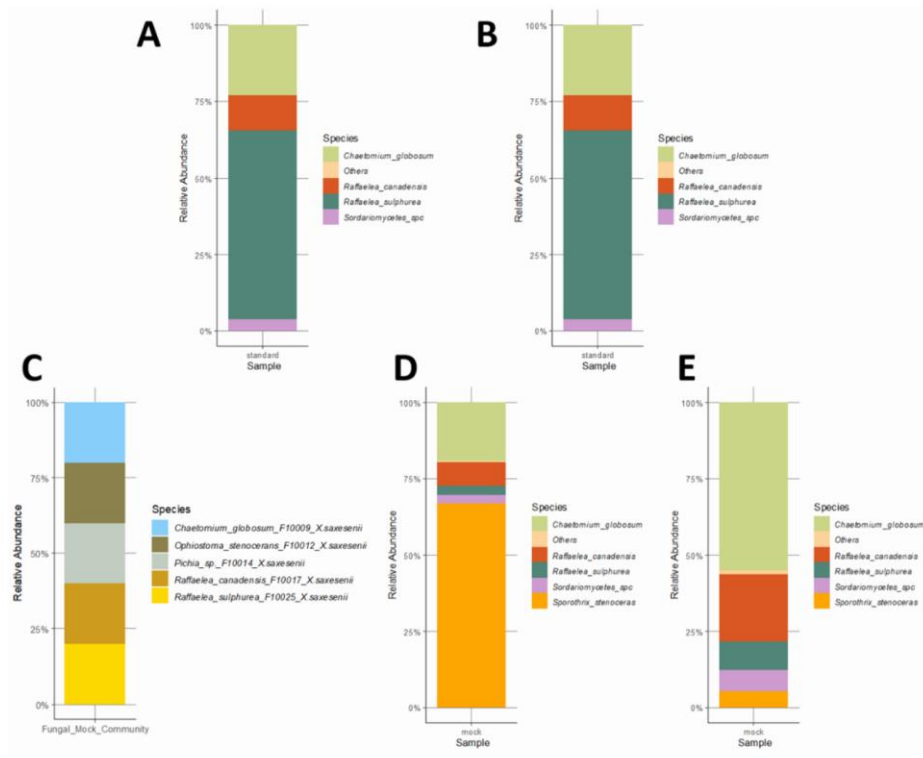 A
100%
75%
50%
25%
0%
Relative Abundance
standard
Sample
Species
Chaetomium_globosum
Others
Raffaelea_canadensis
Raffaelea_sulphurea
Sordariomycetes_spc
B
100%
75%
50%
25%
0%
Relative Abundance
standard
Sample
Species
Chaetomium_globosum
Others
Raffaelea_canadensis
Raffaelea_sulphurea
Sordariomycetes_spc
C
100%
75%
50%
25%
0%
Relative Abundance
Fungal_Mock_Community
Species
Chaetomium_globosum_F10009_X.saxesenii
Ophiostoma_stenocerans_F10012_X.saxesenii
Pichia_sp._F10014_X.saxesenii
Raffaelea_canadensis_F10017_X.saxesenii
Raffaelea_sulphurea_F10025_X.saxesenii
D
100%
75%
50%
25%
0%
Relative Abundance
mock
Sample
Species
Chaetomium_globosum
Others
Raffaelea_canadensis
Raffaelea_sulphurea
Sordariomycetes_spc
Sporothrix_stenoceras
E
100%
75%
50%
25%
0%
Relative Abundance
mock
Sample
Species
Chaetomium_globosum
Others
Raffaelea_canadensis
Raffaelea_sulphurea
Sordariomycetes_spc
Sporothrix_stenoceras